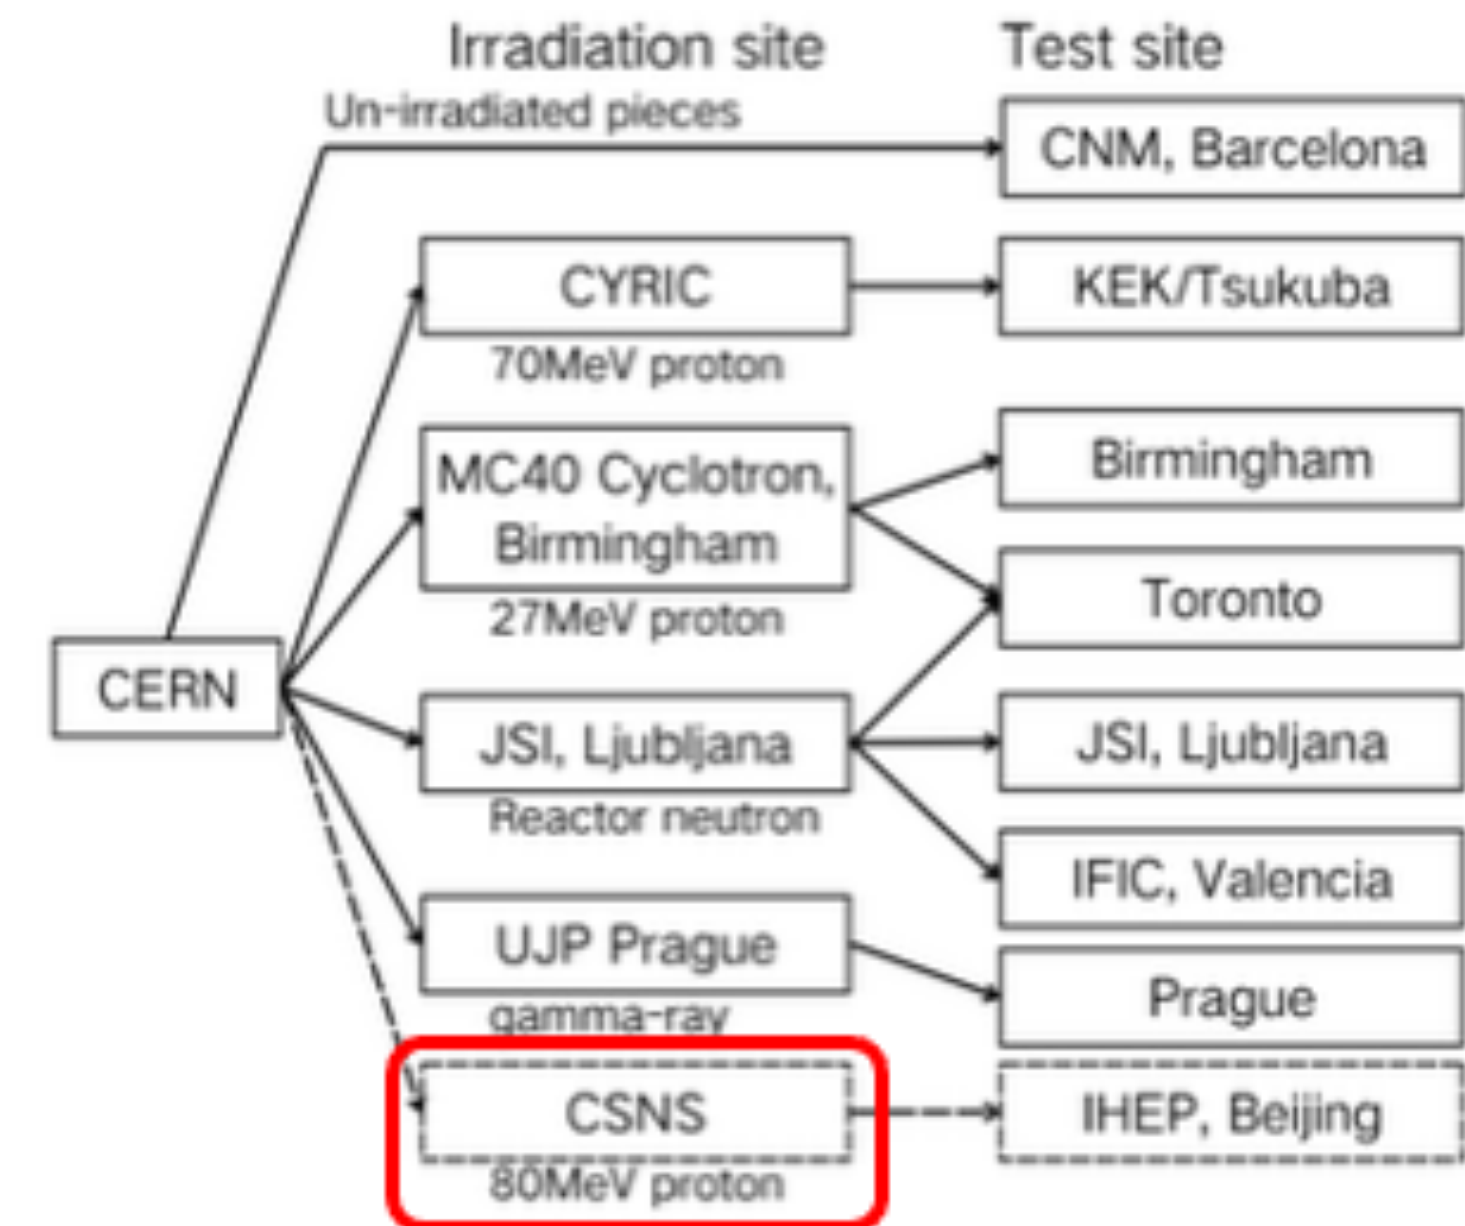 Irradiation site
Test site
Un-irradiated pieces
CNM, Barcelona
CYRIC
KEK/Tsukuba
70MeV proton
MC40 Cyclotron,
Birmingham
Birmingham
27MeV proton
Toronto
CERN
JSI, Ljubljana
JSI, Ljubljana
Reactor neutron
IFIC, Valencia
UJP Prague
Prague
gamma-ray
CSNS
IHEP, Beijing
80MeV proton